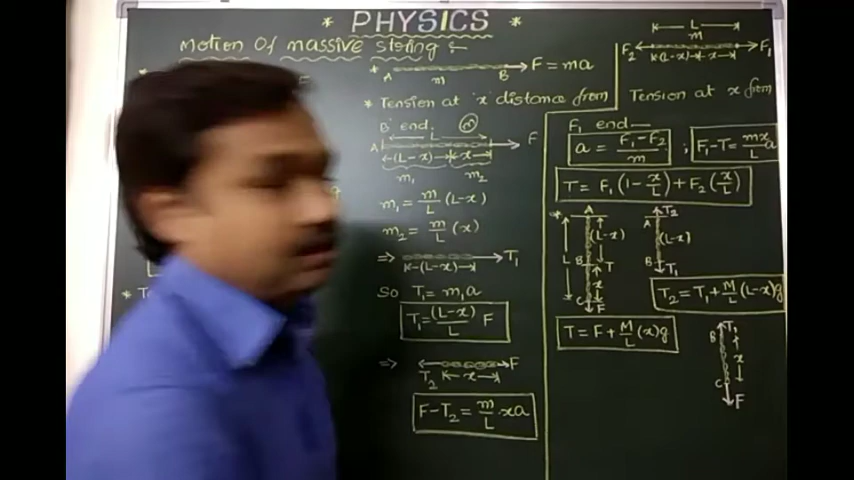 * PHYSICS *
Motion Of massive string :-
A m B F = ma
* Tension at 'x' distance from
'B' end.
L m
A F
(L-x) x
m₁ m₂
m₁ = m/L (L-x)
m₂ = m/L (x)
=> T₁
(L-x)
So T₁ = m₁a
T₁ = (L-x)/L F
=> F
T₂ x
F-T₂ = m/L . xa
L
m
F₂ F₁
(L-x) x
Tension at x from
F₁ end
a = (F₁-F₂)/m ; F₁-T = mx/L a
T = F₁(1-x/L)+F₂(x/L)
A
L (L-x)
B T
x
C
F
T₂
A
(L-x)
B
T₁
T₂ = T₁+M/L(L-x)g
T = F+M/L(x)g
T₁
B
x
C
F